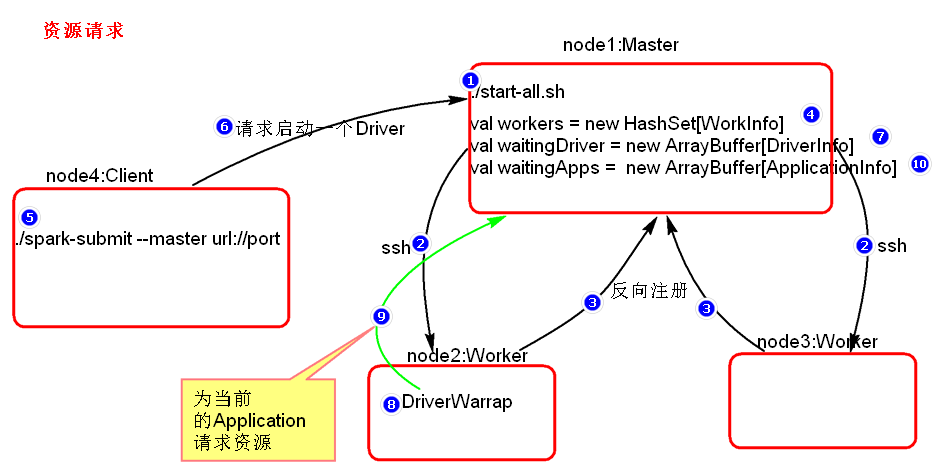 资源请求
node1:Master
1
./start-all.sh
4
val workers = new HashSet[WorkInfo]
7
val waitingDriver = new ArrayBuffer[DriverInfo]
10
val waitingApps = new ArrayBuffer[ApplicationInfo]
6 请求启动一个Driver
node4:Client
5
./spark-submit --master url://port
ssh 2
2 ssh
3 反向注册
3
9
node2:Worker
node3:Worker
8 DriverWarrap
为当前
的Application
请求资源